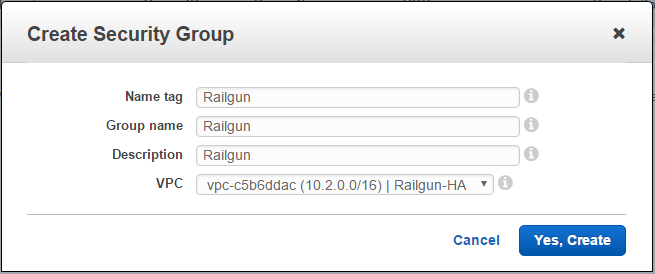 Create Security Group
Name tag Railgun
Group name Railgun
Description Railgun
VPC vpc-c5b6ddac (10.2.0.0/16) | Railgun-HA
Cancel Yes, Create